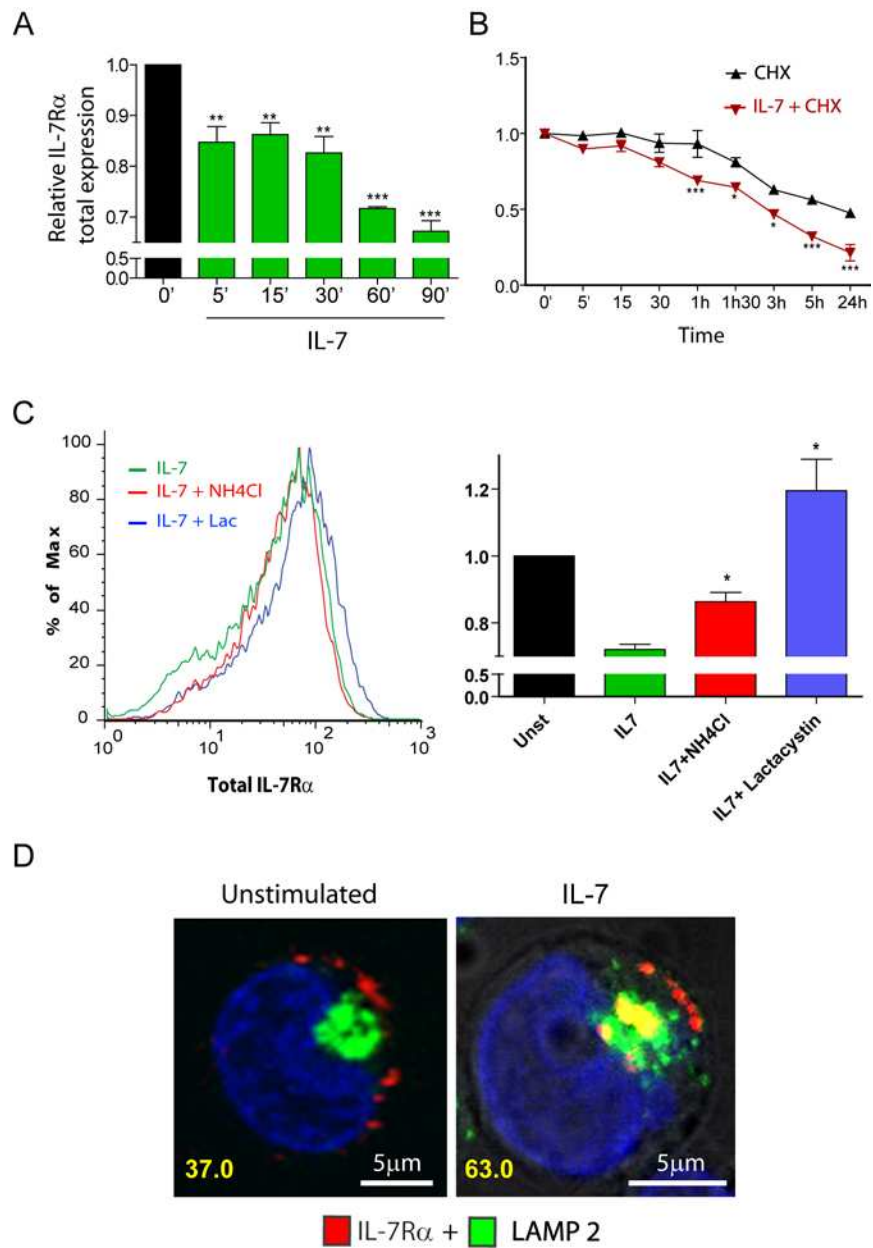 A
Relative IL-7Rα
total expression
1.0
0.9
0.8
0.7
0.5
0.0
**
**
**
***
***
0'
5'
15'
30'
60'
90'
IL-7
B
1.5
1.0
0.5
0.0
CHX
IL-7 + CHX
***
*
*
***
***
0'
5'
15
30
1h
1h30
3h
5h
24h
Time
C
% of Max
100
80
60
40
20
0
IL-7
IL-7 + NH4Cl
IL-7 + Lac
10^0
10^1
10^2
10^3
Total IL-7Rα
1.2
1.0
0.8
0.5
0.0
*
*
Unst
IL7
IL7+NH4Cl
IL7+ Lactacystin
D
Unstimulated
IL-7
37.0
5μm
63.0
5μm
IL-7Rα + LAMP 2